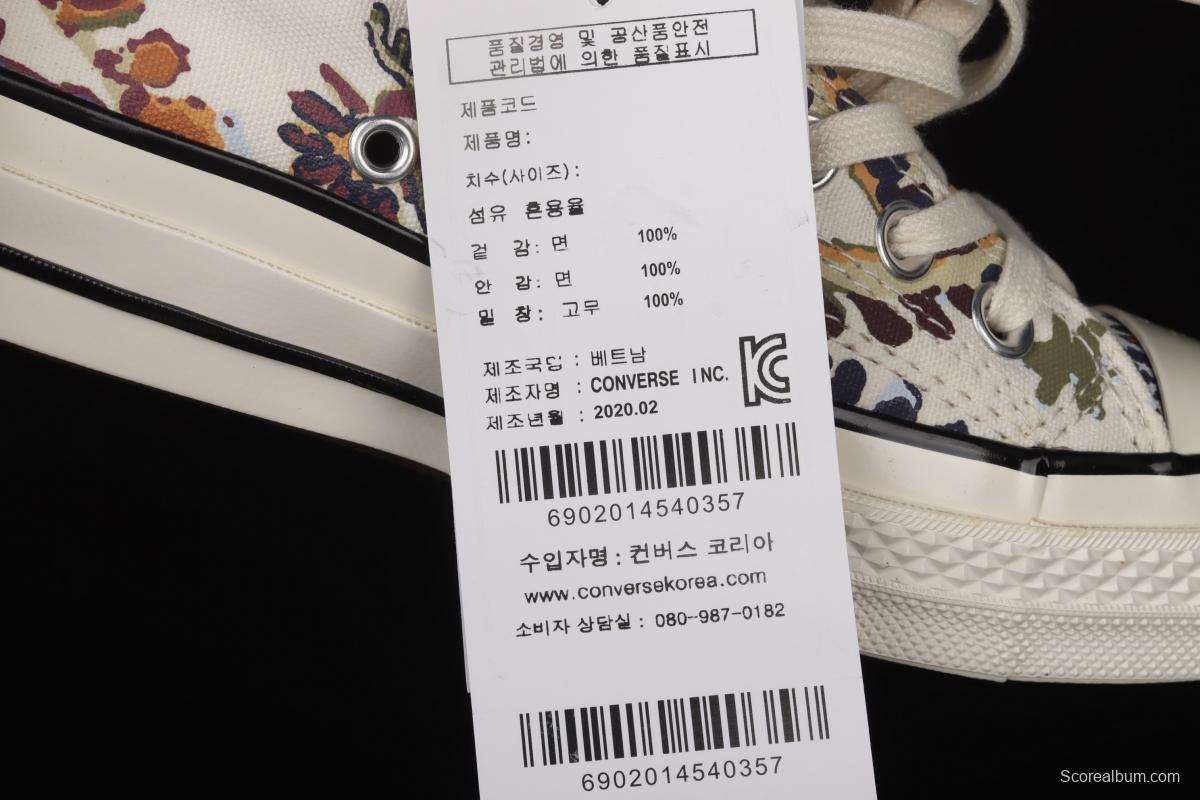 품질경영 및 공산품안전
관리법에 의한 품질표시
제품코드
제품명:
치수(사이즈):
섬유 혼용율
겉 감: 면 100%
안 감: 면 100%
밑 창: 고무 100%
제조국명 : 베트남
제조자명 : CONVERSE INC.
제조년월 : 2020.02
6902014540357
수입자명 : 컨버스 코리아
www.conversekorea.com
소비자 상담실 : 080-987-0182
6902014540357
Scorealbum.com